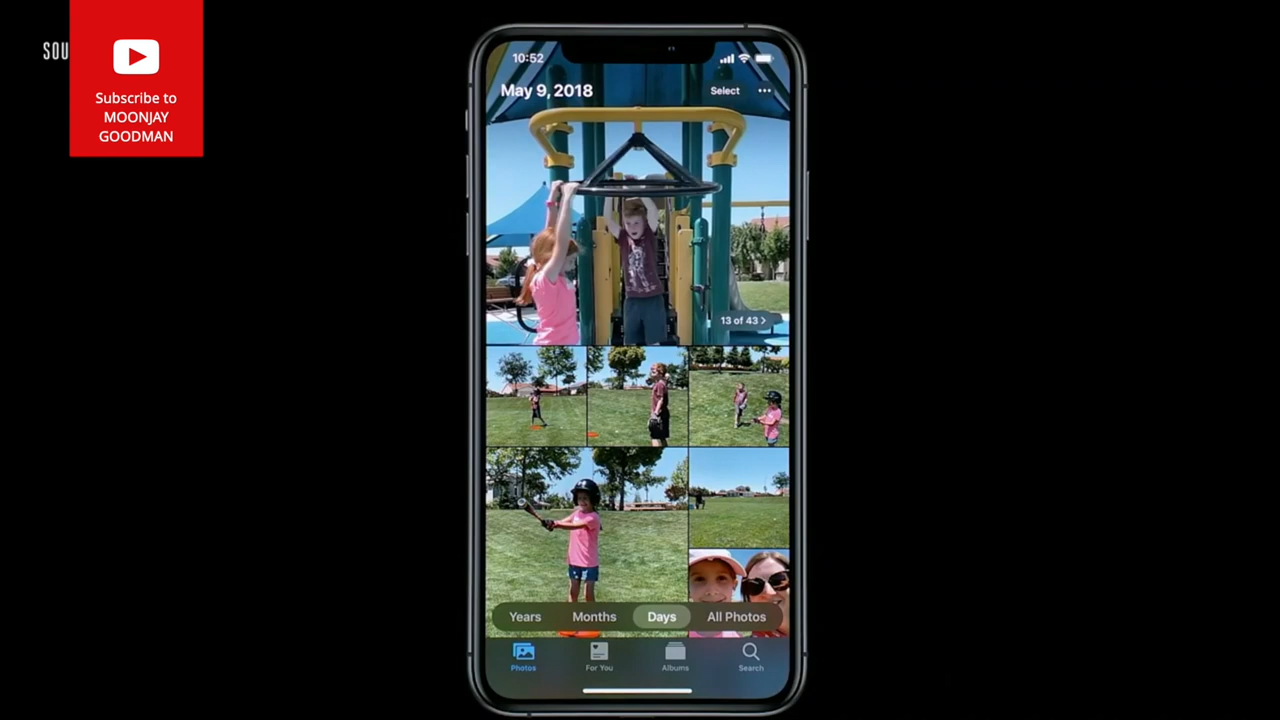 SOU
Subscribe to
MOONJAY
GOODMAN
10:52
May 9, 2018
Select
13 of 43 >
Years Months Days All Photos
Photos For You Albums Search